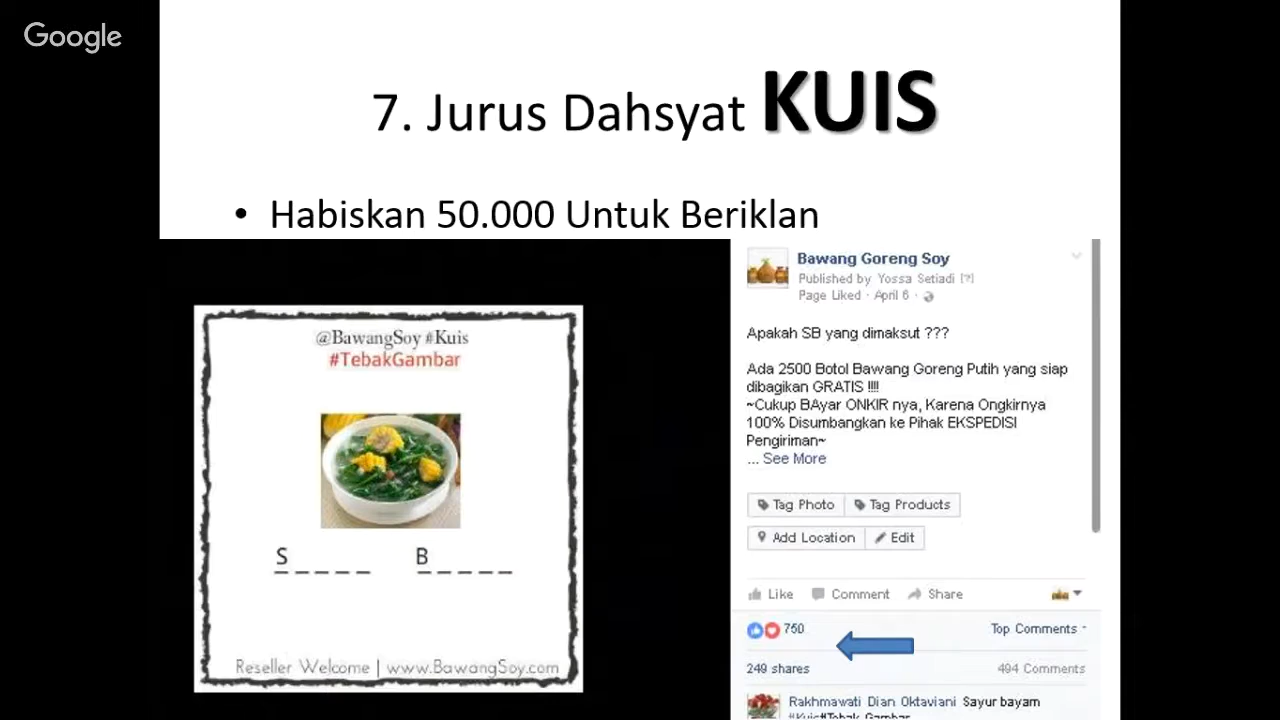 Google
7. Jurus Dahsyat KUIS
• Habiskan 50.000 Untuk Beriklan
@BawangSoy #Kuis
#TebakGambar
S _ _ _ _ B _ _ _ _
Reseller Welcome | www.BawangSoy.com
Bawang Goreng Soy
Published by Yossa Setiadi [?]
Page Liked · April 6 ·
Apakah SB yang dimaksut ???
Ada 2500 Botol Bawang Goreng Putih yang siap
dibagikan GRATIS !!!!
~Cukup BAyar ONKIR nya, Karena Ongkirnya
100% Disumbangkan ke Pihak EKSPEDISI
Pengiriman~
... See More
Tag Photo Tag Products
Add Location Edit
Like Comment Share
750 Top Comments
249 shares 494 Comments
Rakhmawati Dian Oktaviani Sayur bayam
#Kuis#Tebak_Gambar